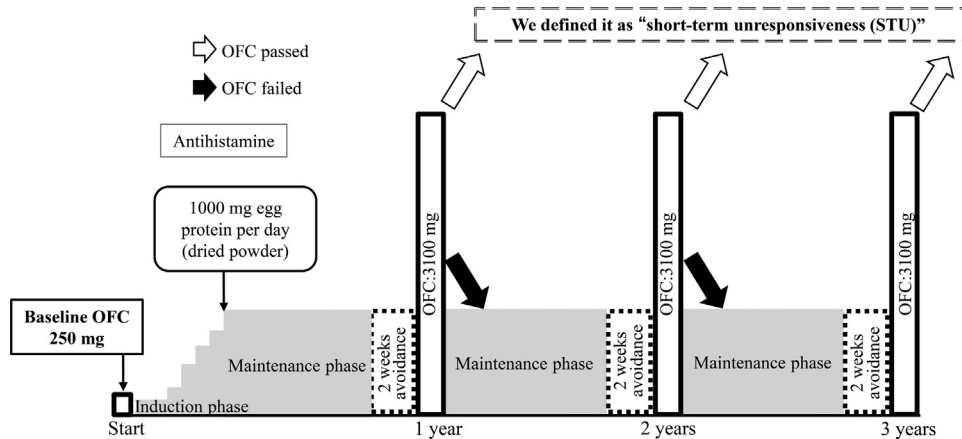 We defined it as “short-term unresponsiveness (STU)”
OFC passed
OFC failed
Antihistamine
1000 mg egg
protein per day
(dried powder)
Baseline OFC
250 mg
Induction phase
Maintenance phase
2 weeks
avoidance
OFC:3100 mg
Maintenance phase
2 weeks
avoidance
OFC:3100 mg
Maintenance phase
2 weeks
avoidance
OFC:3100 mg
Start
1 year
2 years
3 years